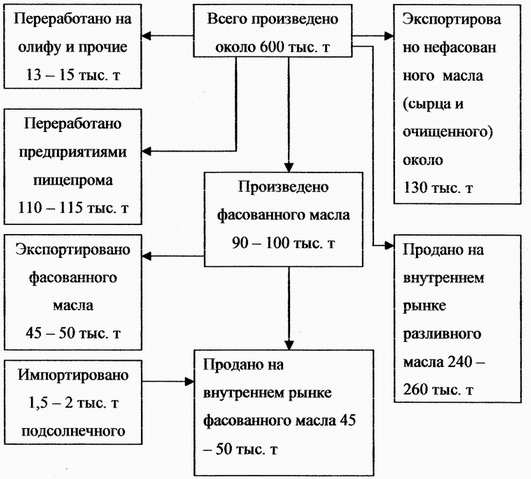 Переработано на
олифу и прочие
13 – 15 тыс. т
Всего произведено
около 600 тыс. т
Экспортирова
но нефасован
ного масла
(сырца и
очищенного)
около
130 тыс. т
Переработано
предприятиями
пищепрома
110 – 115 тыс. т
Произведено
фасованного масла
90 – 100 тыс. т
Экспортировано
фасованного
масла
45 – 50 тыс. т
Продано на
внутреннем
рынке
разливного
масла 240 –
260 тыс. т
Импортировано
1,5 – 2 тыс. т
подсолнечного
Продано на
внутреннем рынке
фасованного масла 45
– 50 тыс. т